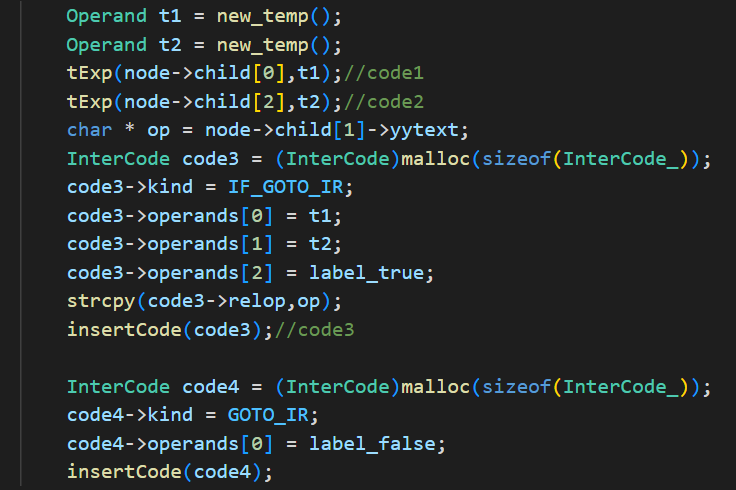 Operand t1 = new_temp();
Operand t2 = new_temp();
tExp(node->child[0],t1);//code1
tExp(node->child[2],t2);//code2
char * op = node->child[1]->yytext;
InterCode code3 = (InterCode)malloc(sizeof(InterCode_));
code3->kind = IF_GOTO_IR;
code3->operands[0] = t1;
code3->operands[1] = t2;
code3->operands[2] = label_true;
strcpy(code3->relop,op);
insertCode(code3);//code3
InterCode code4 = (InterCode)malloc(sizeof(InterCode_));
code4->kind = GOTO_IR;
code4->operands[0] = label_false;
insertCode(code4);